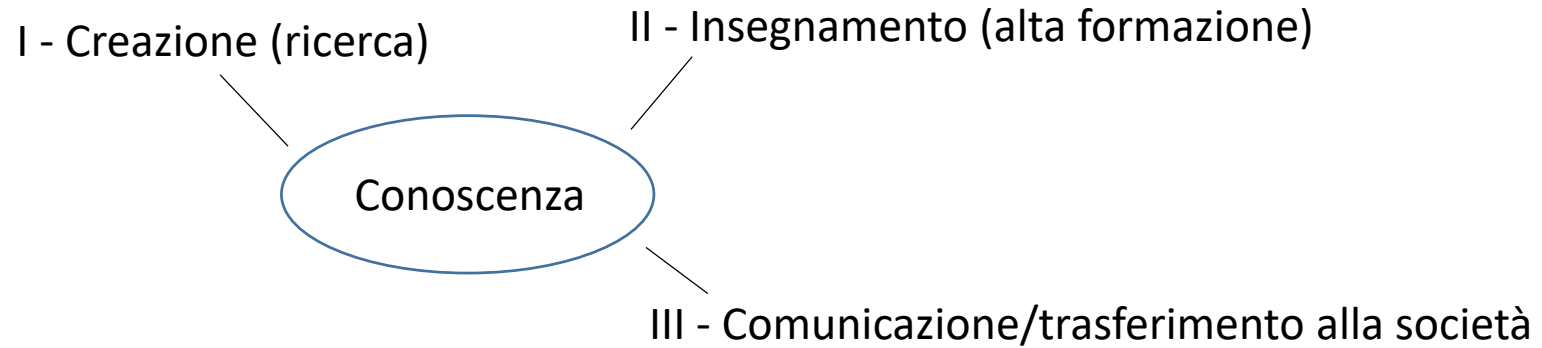 I - Creazione (ricerca)
II - Insegnamento (alta formazione)
Conoscenza
III - Comunicazione/trasferimento alla società